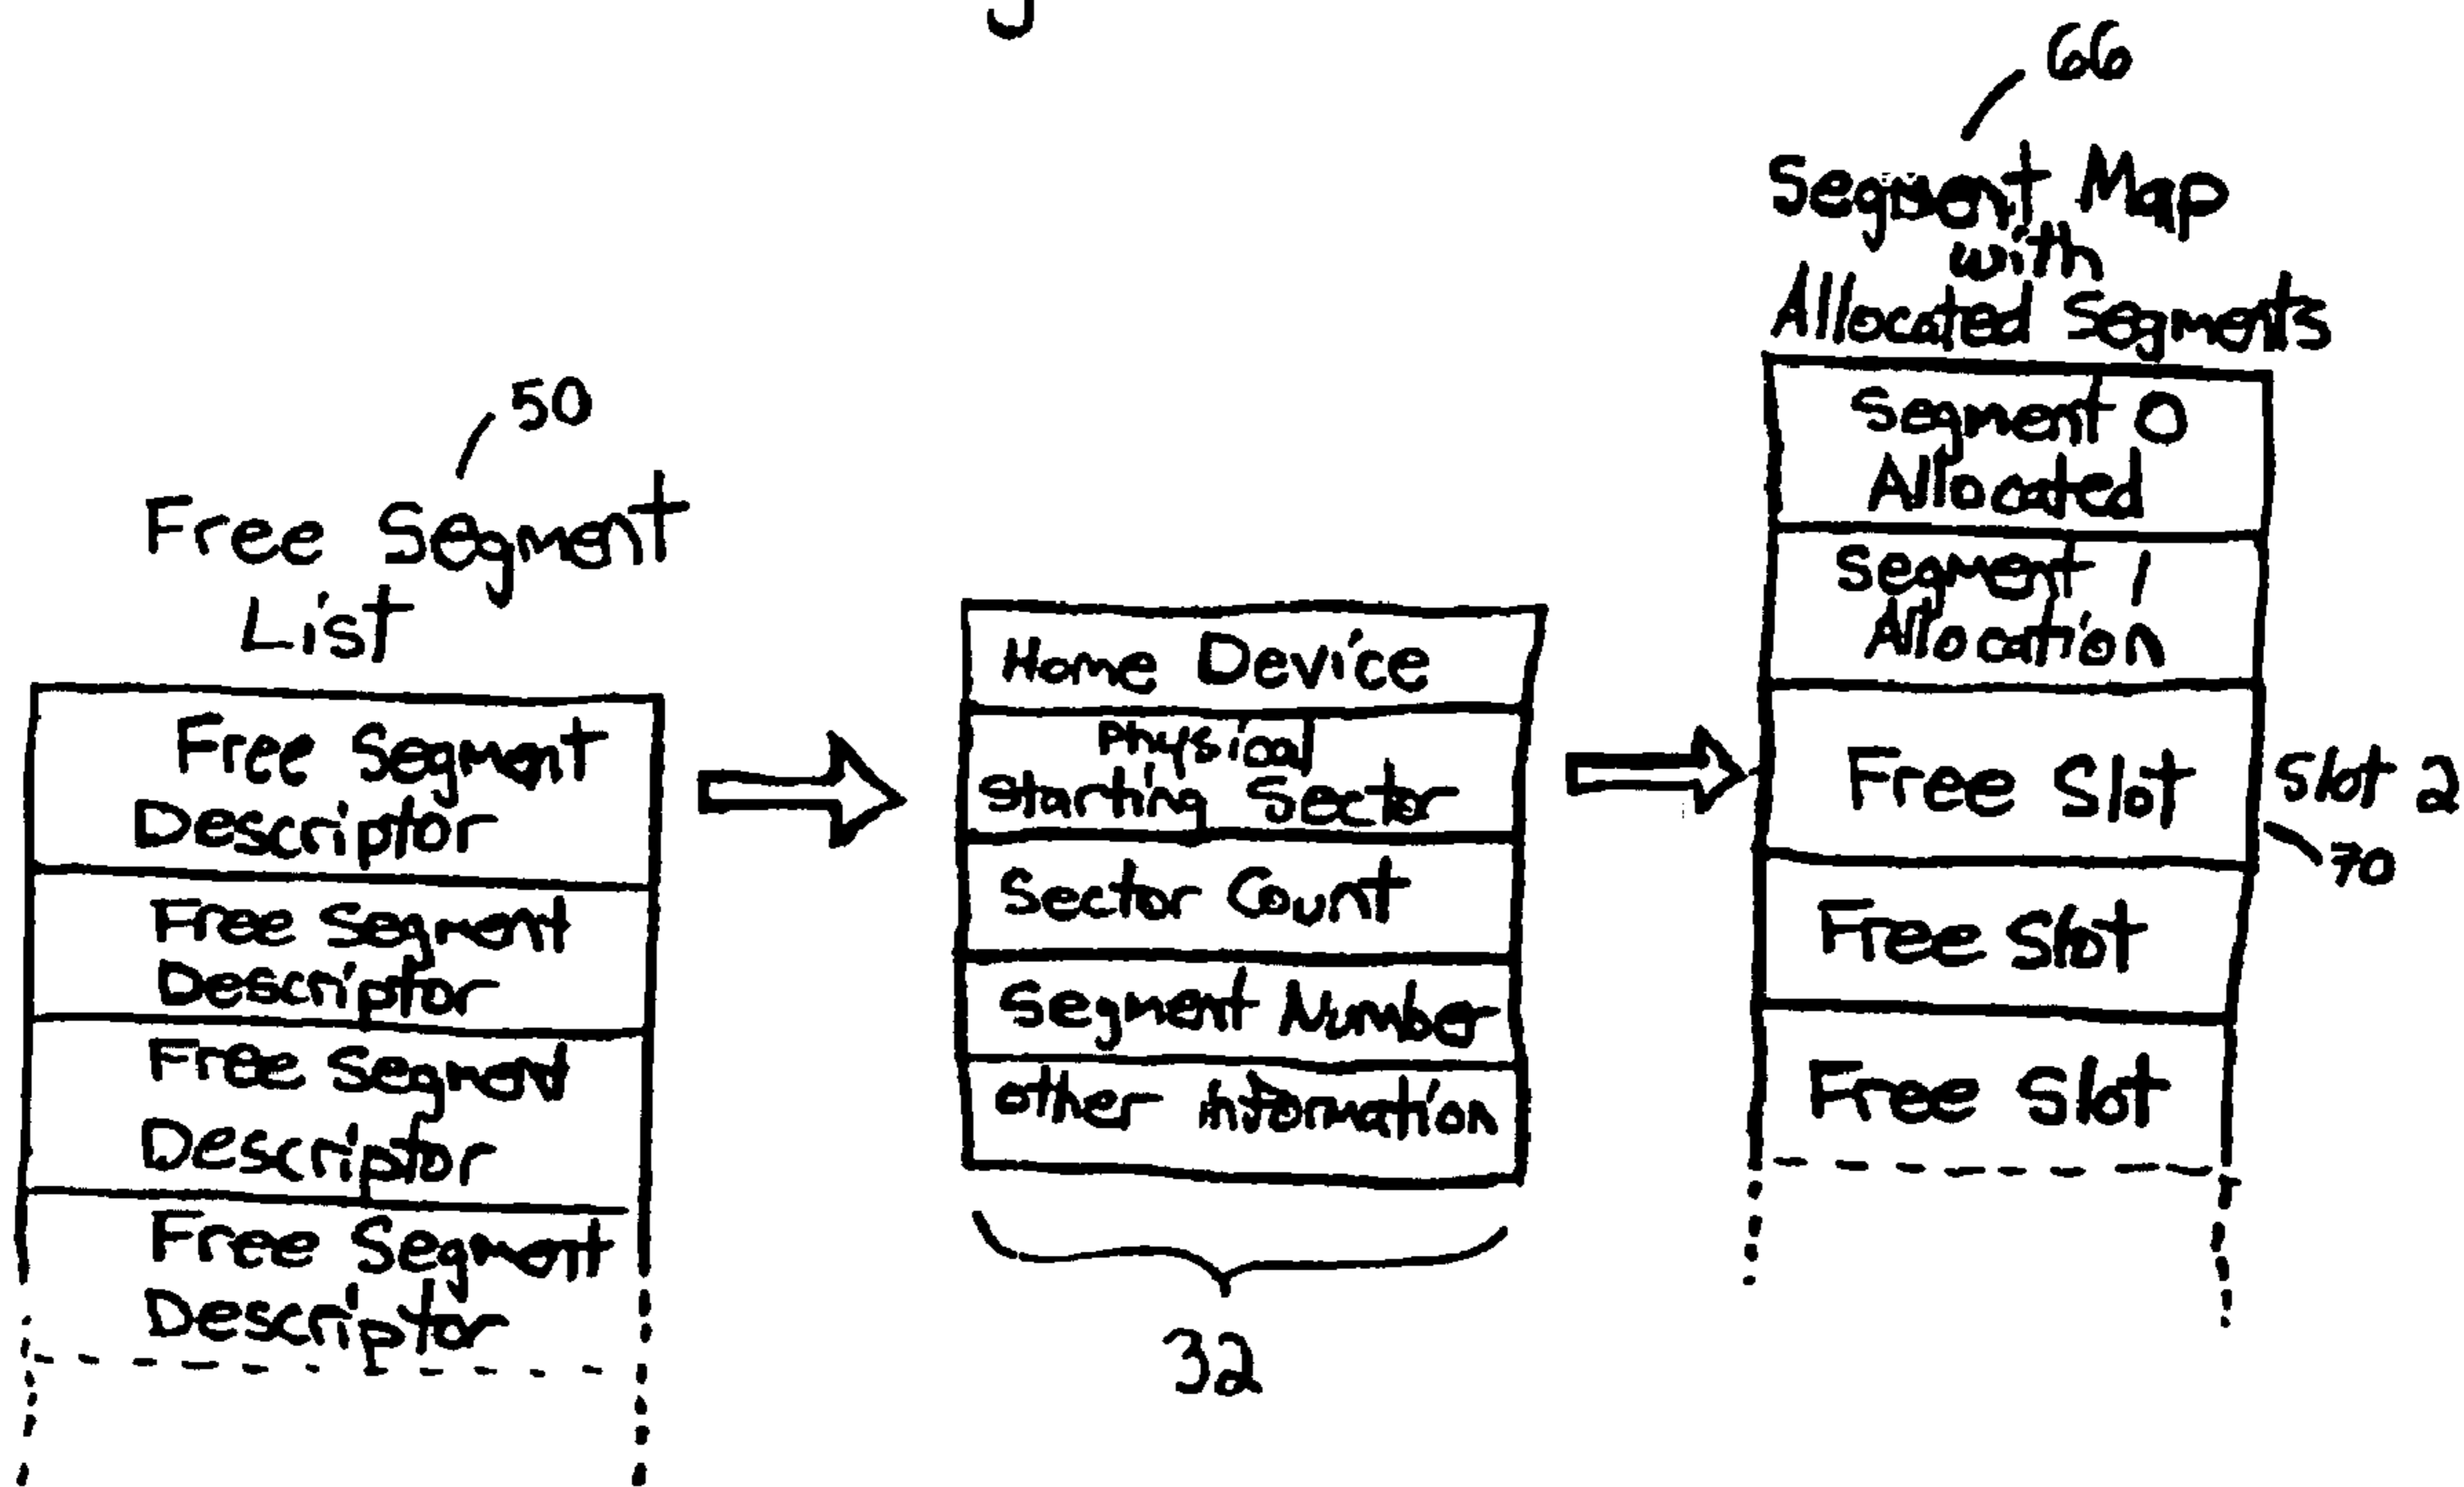 66
Segment Map
with
Allocated Segments
Segment 0
Allocated
Segment 1
Allocation
Free Slot
Slot 2
70
Free Slot
Free Slot
50
Free Segment
List
Free Segment
Descriptor
Free Segment
Descriptor
Free Segment
Descriptor
Free Segment
Descriptor
Home Device
Physical
Starting Sector
Sector Count
Segment Number
other information
32